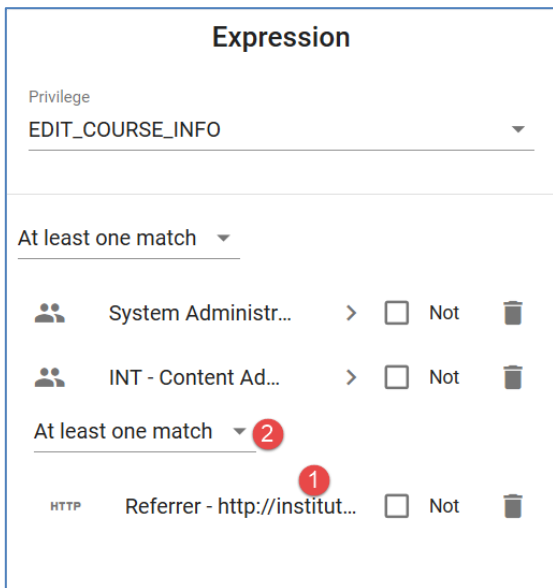 Expression
Privilege
EDIT_COURSE_INFO
At least one match
System Administr... Not
INT - Content Ad... Not
At least one match 2
1
HTTP Referrer - http://institut... Not